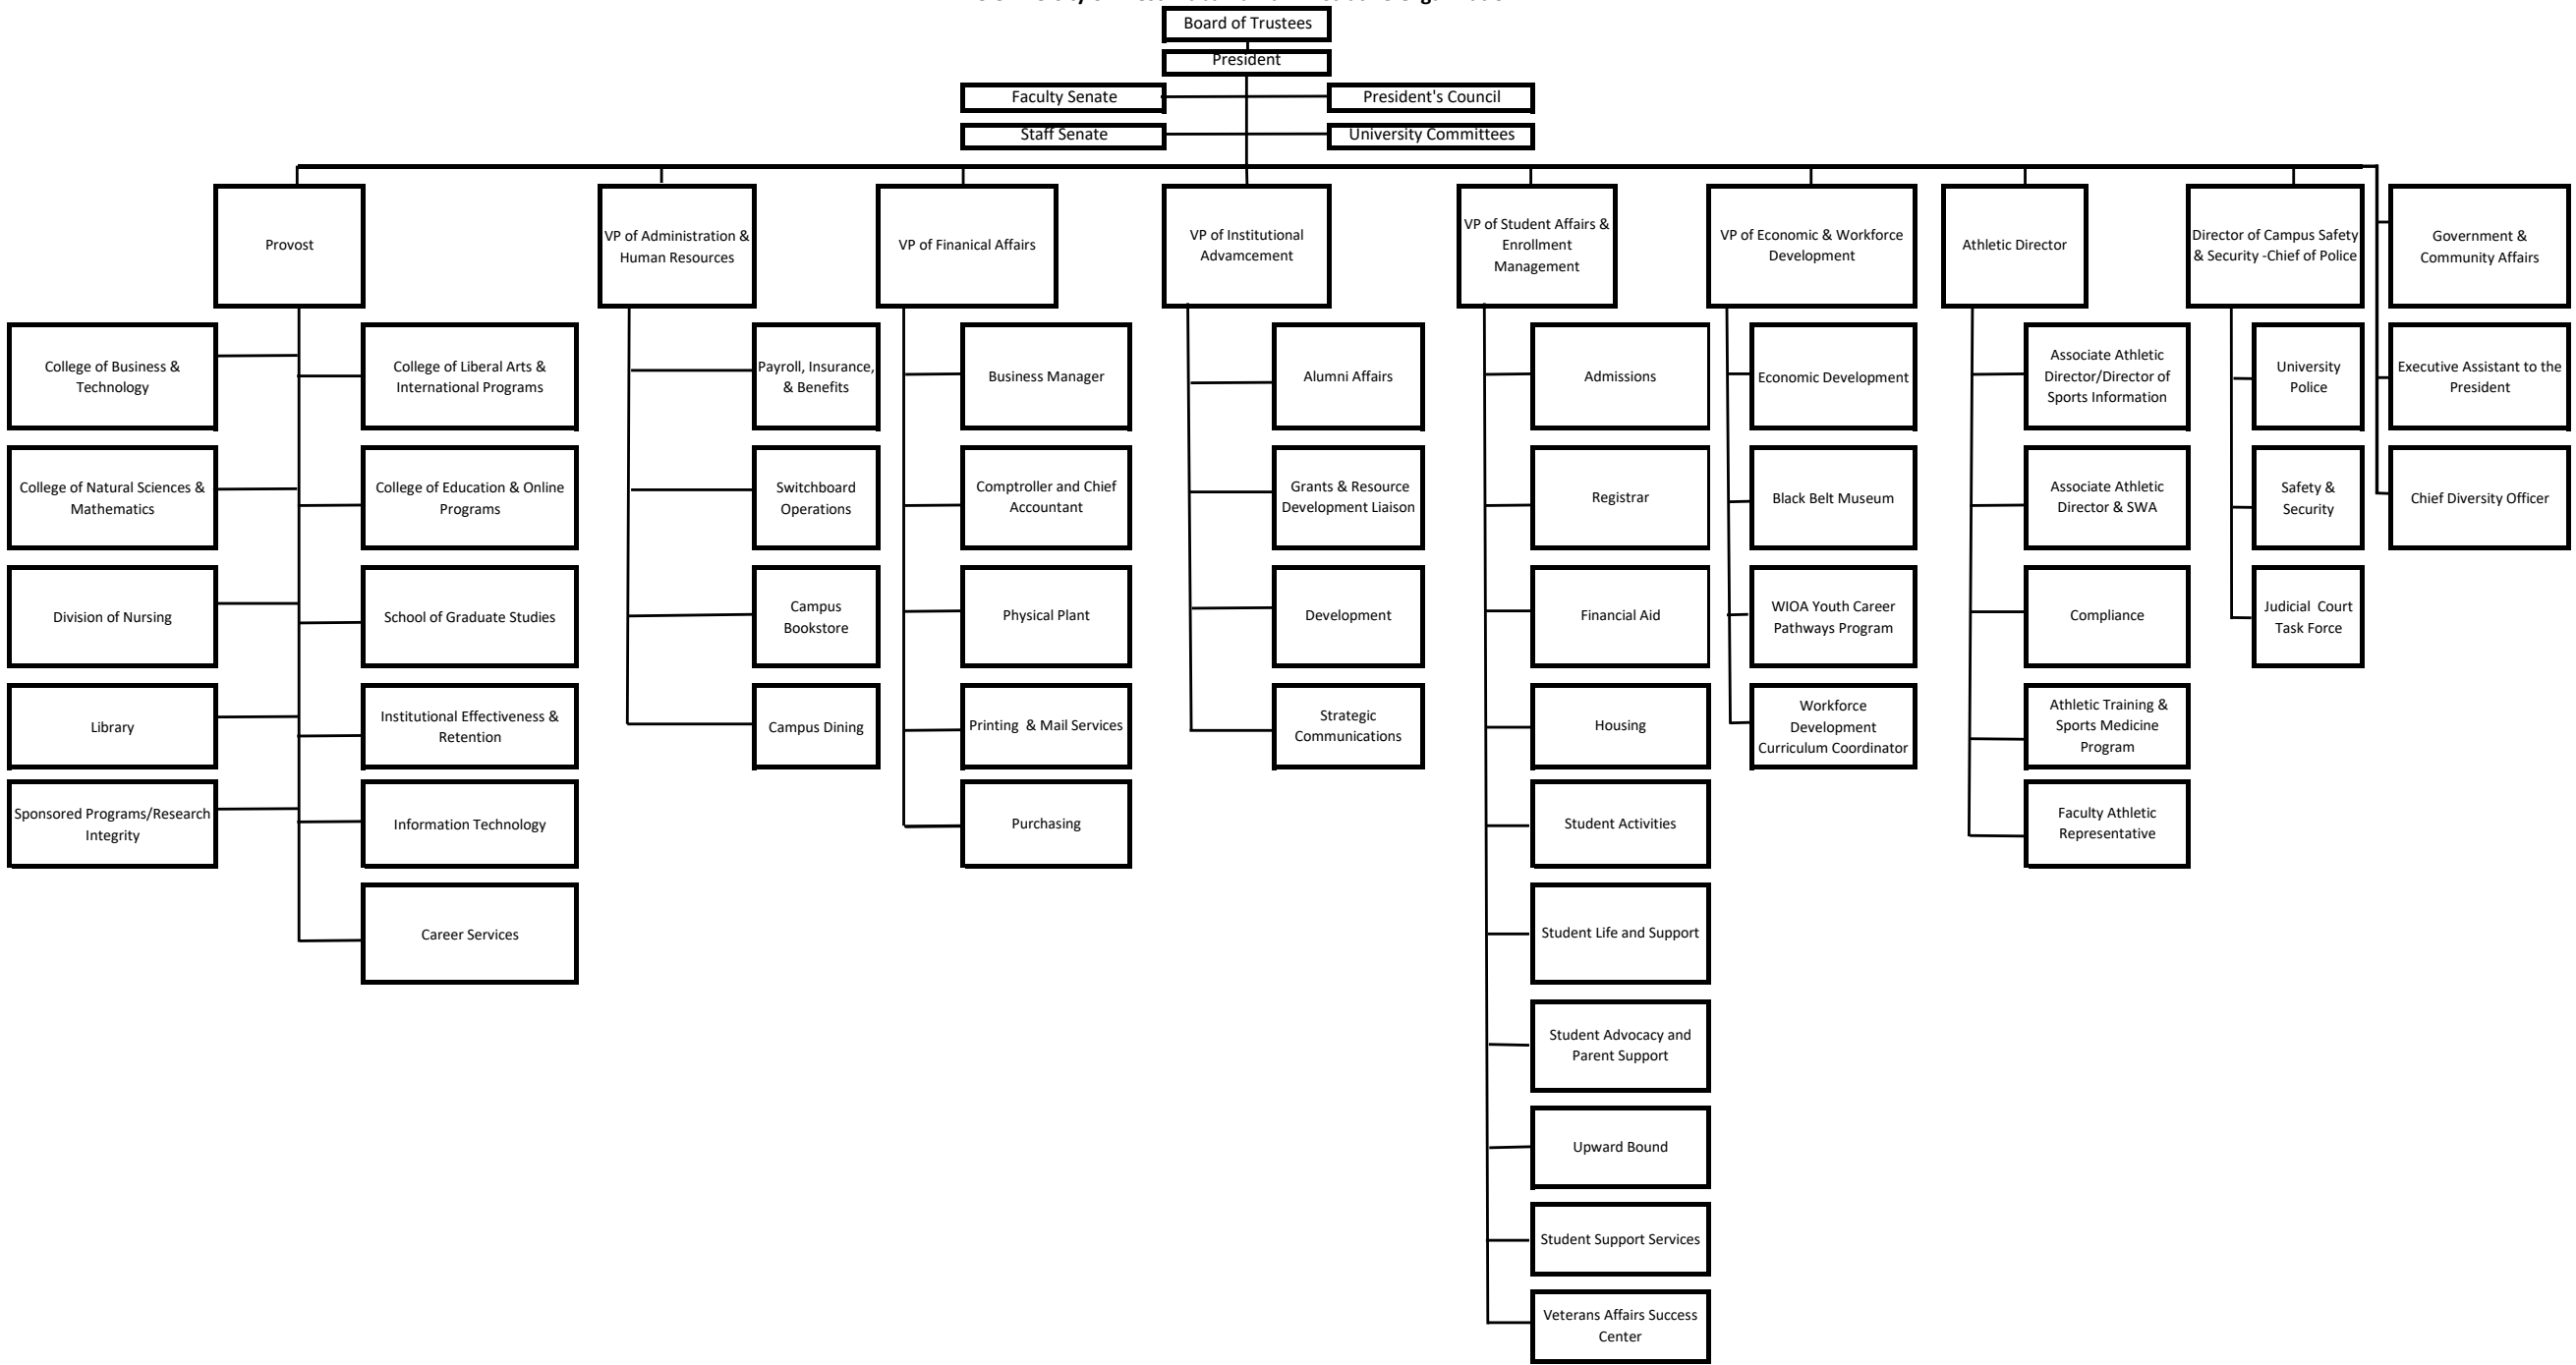 Board of Trustees
President
Faculty Senate
President's Council
Staff Senate
University Committees
Provost
VP of Administration &
Human Resources
VP of Finanical Affairs
VP of Institutional
Advamcement
VP of Student Affairs &
Enrollment
Management
VP of Economic & Workforce
Development
Athletic Director
Director of Campus Safety
& Security -Chief of Police
Government &
Community Affairs
College of Business &
Technology
College of Liberal Arts &
International Programs
Payroll, Insurance,
& Benefits
Business Manager
Alumni Affairs
Admissions
Economic Development
Associate Athletic
Director/Director of
Sports Information
University
Police
Executive Assistant to the
President
College of Natural Sciences &
Mathematics
College of Education & Online
Programs
Switchboard
Operations
Comptroller and Chief
Accountant
Grants & Resource
Development Liaison
Registrar
Black Belt Museum
Associate Athletic
Director & SWA
Safety &
Security
Chief Diversity Officer
Division of Nursing
School of Graduate Studies
Campus
Bookstore
Physical Plant
Development
Financial Aid
WIOA Youth Career
Pathways Program
Compliance
Judicial  Court
Task Force
Library
Institutional Effectiveness &
Retention
Campus Dining
Printing  & Mail Services
Strategic
Communications
Housing
Workforce
Development
Curriculum Coordinator
Athletic Training &
Sports Medicine
Program
Sponsored Programs/Research
Integrity
Information Technology
Purchasing
Student Activities
Faculty Athletic
Representative
Career Services
Student Life and Support
Student Advocacy and
Parent Support
Upward Bound
Student Support Services
Veterans Affairs Success
Center